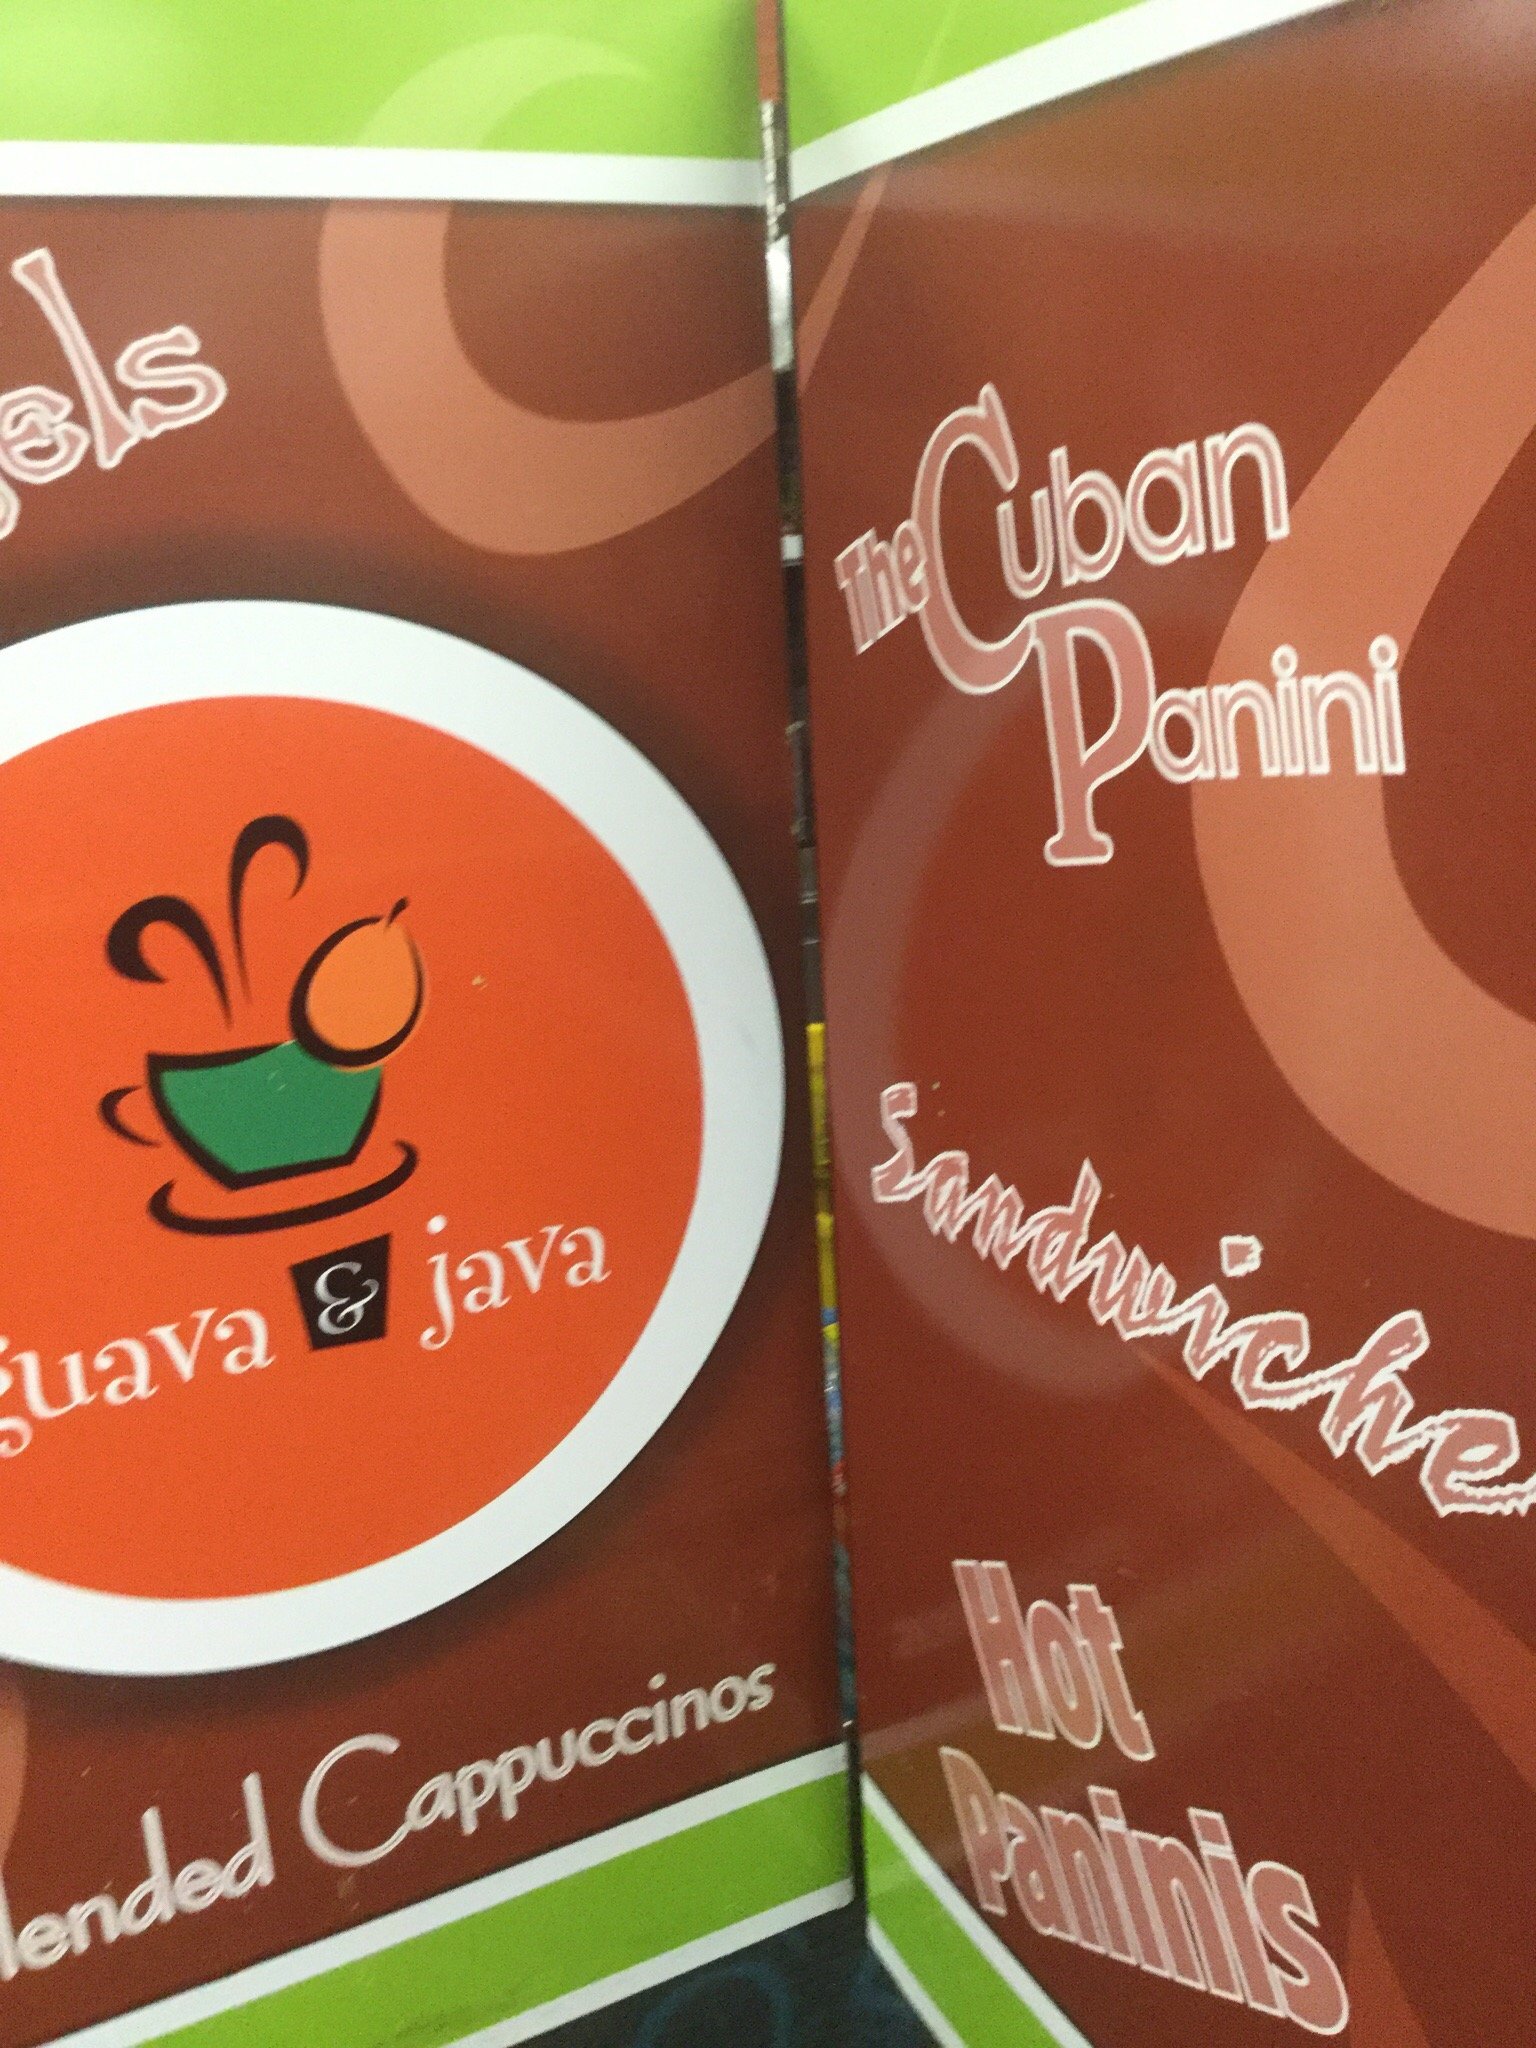 els
guava & java
lended Cappuccinos
The Cuban
Panini
Sandwiche
Hot
Paninis